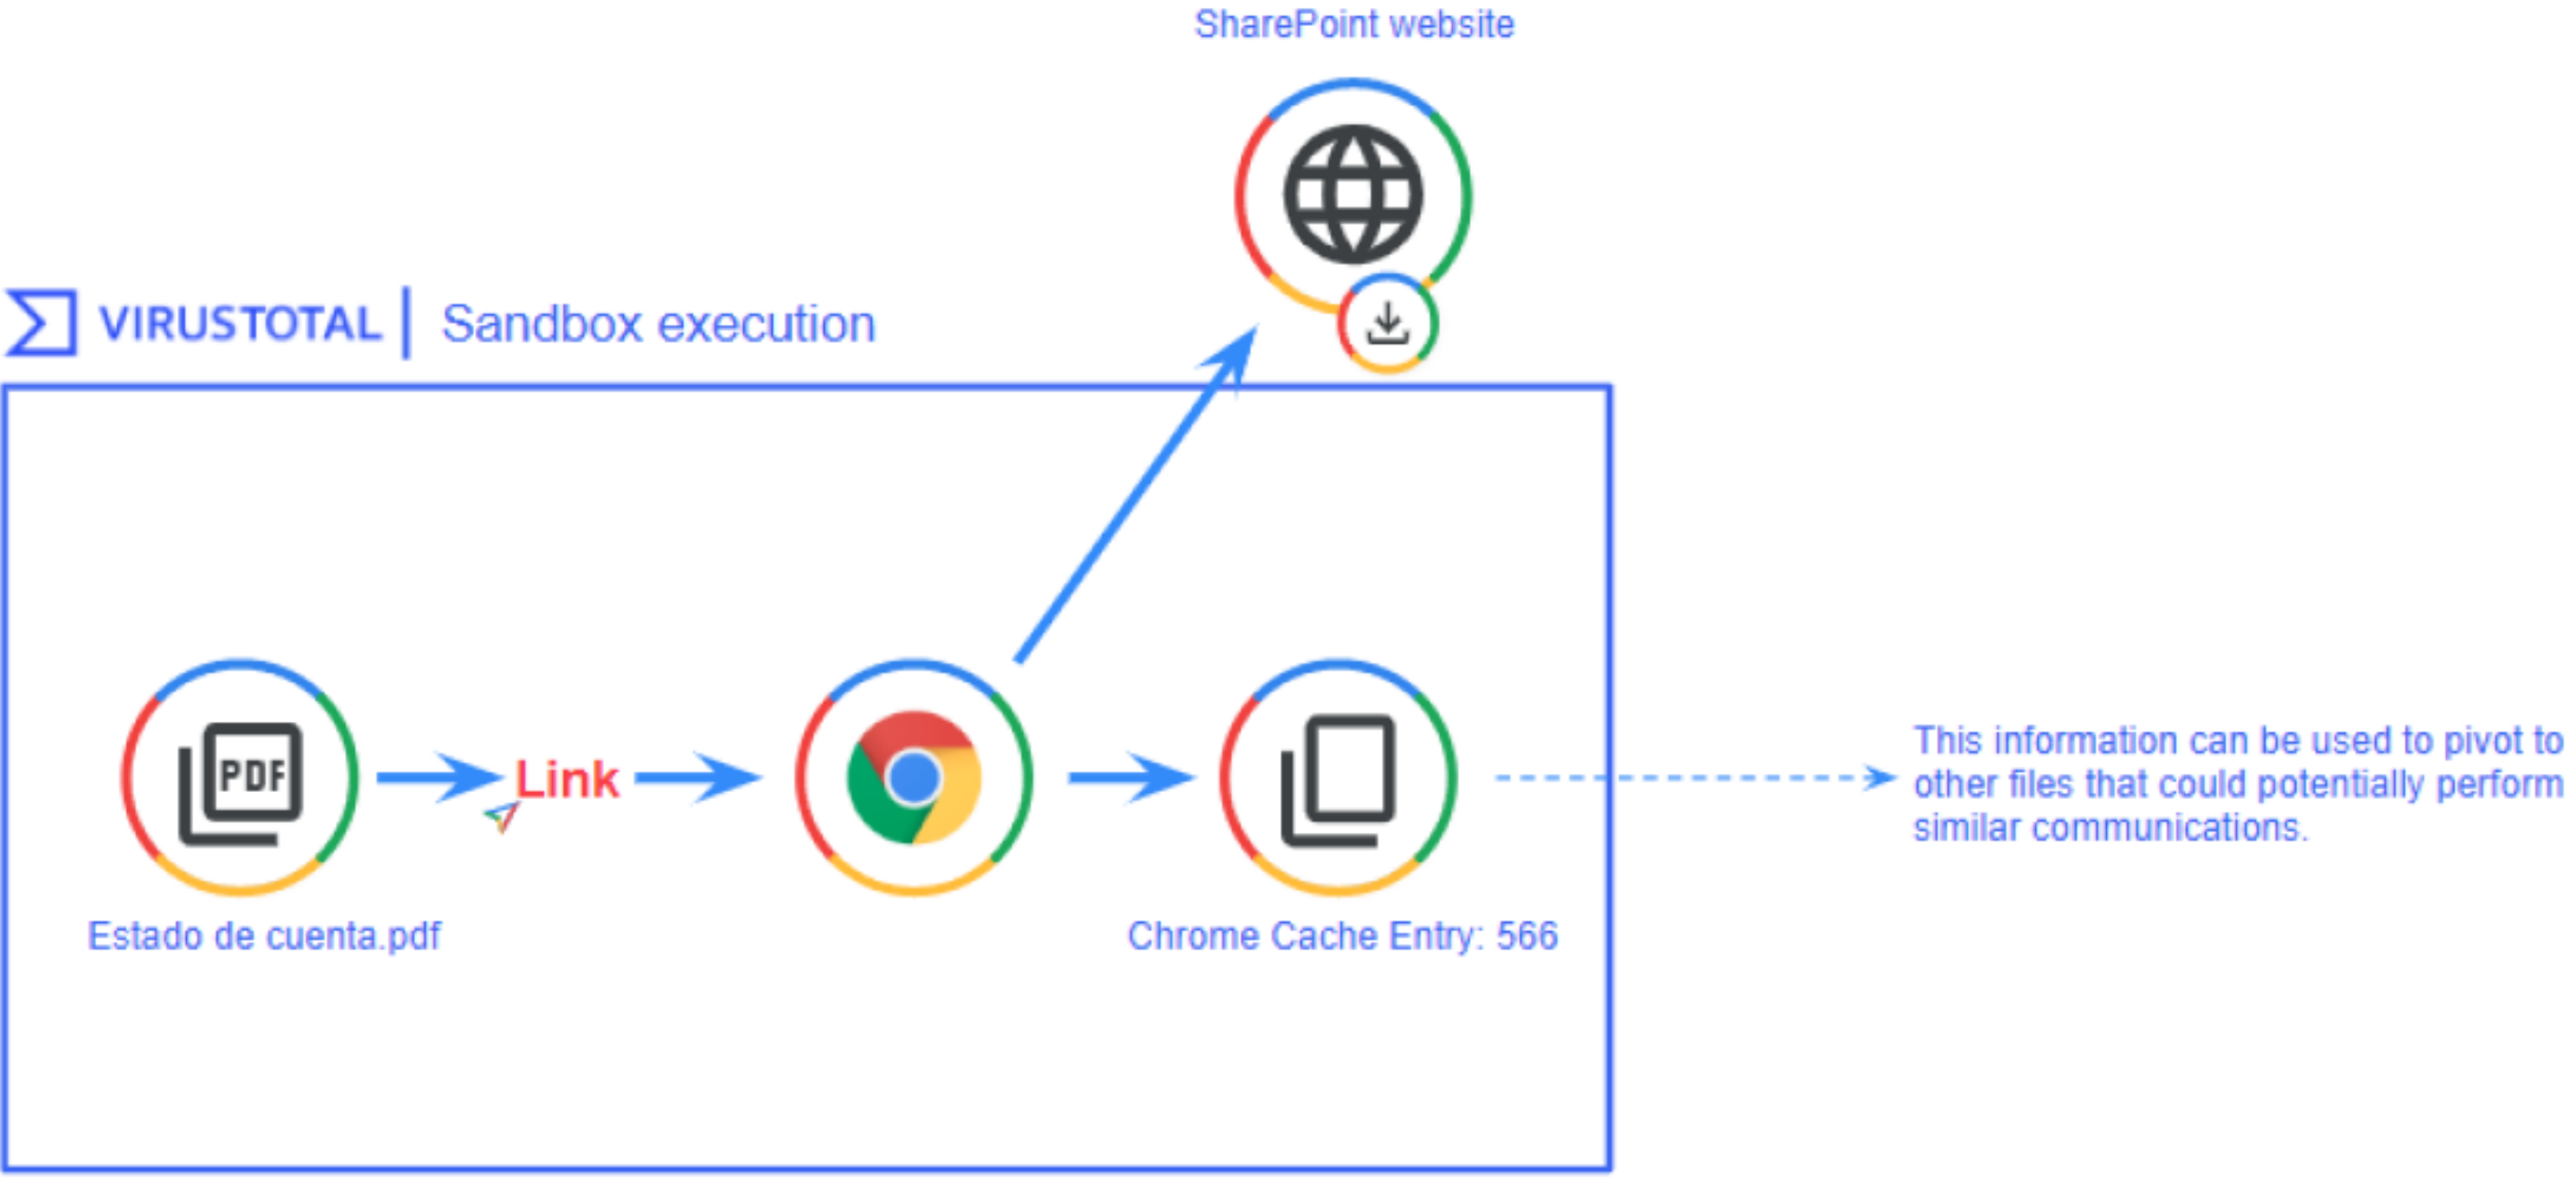 SharePoint website
VIRUSTOTAL | Sandbox execution
PDF
Link
Estado de cuenta.pdf
Chrome Cache Entry: 566
This information can be used to pivot to
other files that could potentially perform
similar communications.